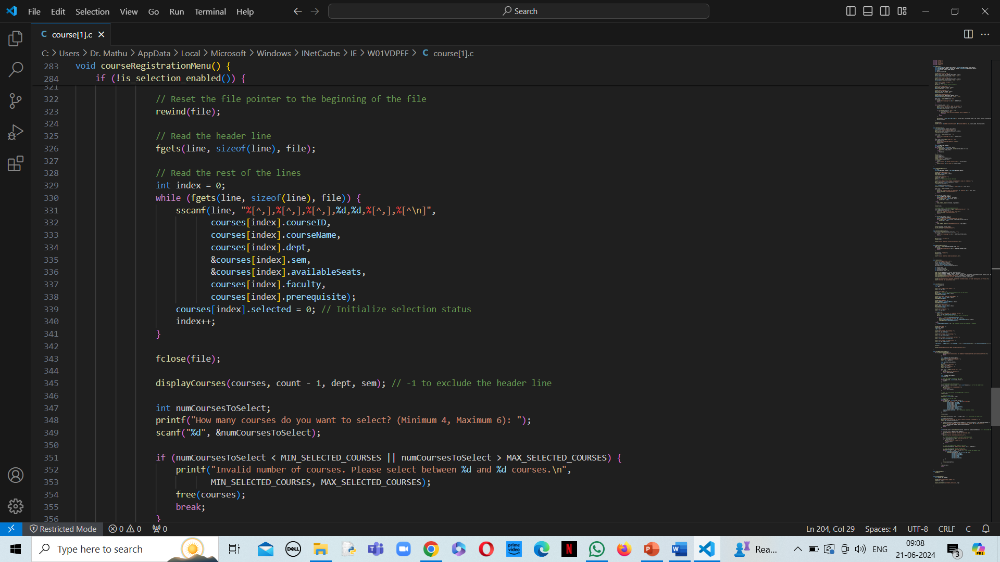 File Edit Selection View Go Run Terminal Help Search
C course[1].c
C: > Users > Dr. Mathu > AppData > Local > Microsoft > Windows > INetCache > IE > W01VDPEF > C course[1].c
283 void courseRegistrationMenu() {
284 if (!is_selection_enabled()) {
321
322 // Reset the file pointer to the beginning of the file
323 rewind(file);
324
325 // Read the header line
326 fgets(line, sizeof(line), file);
327
328 // Read the rest of the lines
329 int index = 0;
330 while (fgets(line, sizeof(line), file)) {
331 sscanf(line, "%[^,],%[^,],%[^,],%d,%d,%[^,],%[^\n]",
332 courses[index].courseID,
333 courses[index].courseName,
334 courses[index].dept,
335 &courses[index].sem,
336 &courses[index].availableSeats,
337 courses[index].faculty,
338 courses[index].prerequisite);
339 courses[index].selected = 0; // Initialize selection status
340 index++;
341 }
342
343 fclose(file);
344
345 displayCourses(courses, count - 1, dept, sem); // -1 to exclude the header line
346
347 int numCoursesToSelect;
348 printf("How many courses do you want to select? (Minimum 4, Maximum 6): ");
349 scanf("%d", &numCoursesToSelect);
350
351 if (numCoursesToSelect < MIN_SELECTED_COURSES || numCoursesToSelect > MAX_SELECTED_COURSES) {
352 printf("Invalid number of courses. Please select between %d and %d courses.\n",
353 MIN_SELECTED_COURSES, MAX_SELECTED_COURSES);
354 free(courses);
355 break;
356 }
Restricted Mode 0 0 0 Ln 204, Col 29 Spaces: 4 UTF-8 CRLF C
Type here to search DELL prime video N P W Rea... ENG 09:08
21-06-2024 3 PRE